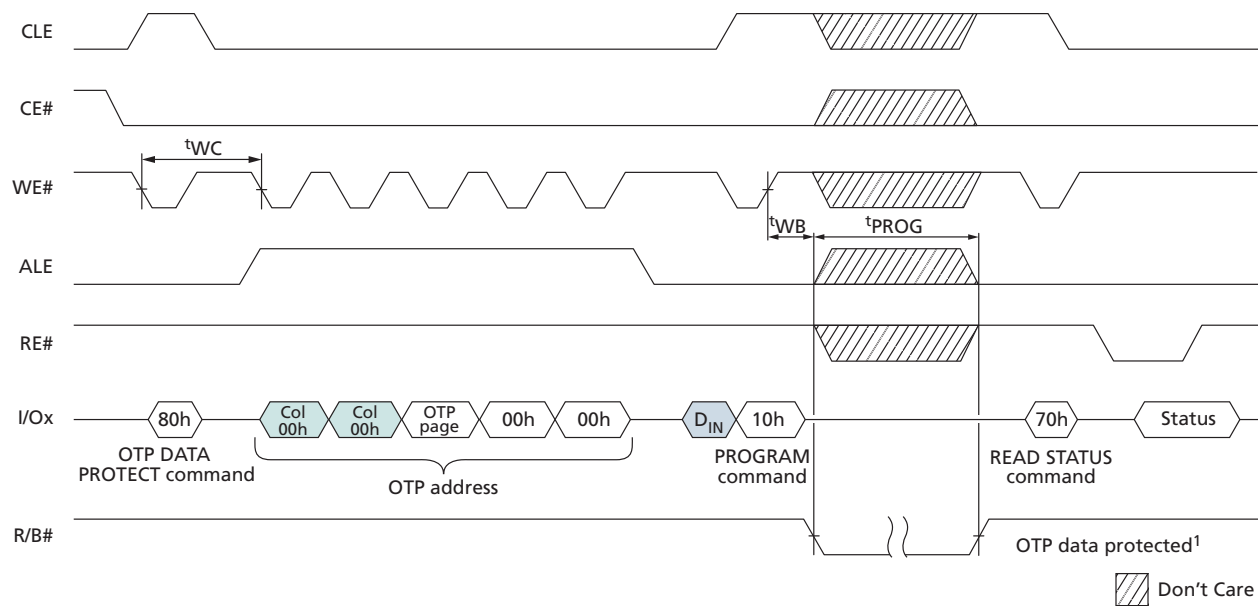 CLE
CE#
tWC
WE#
tWB
tPROG
ALE
RE#
I/Ox
80h
Col
00h
Col
00h
OTP
page
00h
00h
DIN
10h
70h
Status
OTP DATA
PROTECT command
OTP address
PROGRAM
command
READ STATUS
command
R/B#
OTP data protected1
Don't Care